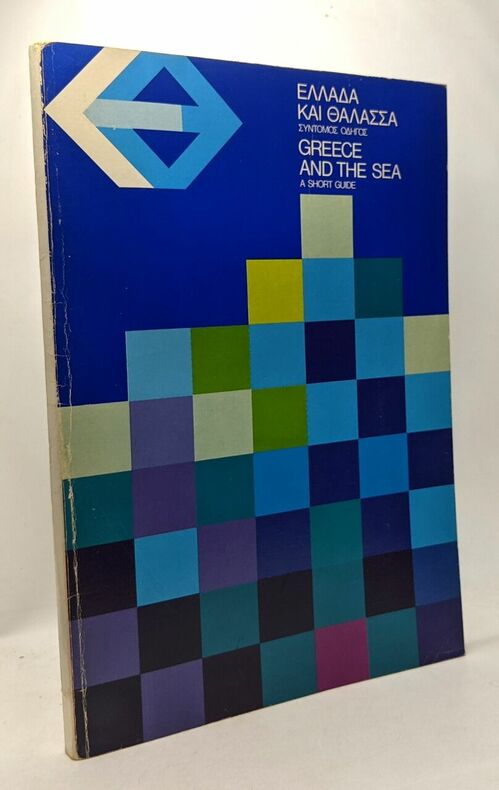 ΕΛΛΑΔΑ
ΚΑΙ ΘΑΛΑΣΣΑ
ΣΥΝΤΟΜΟΣ ΟΔΗΓΟΣ
GREECE
AND THE SEA
A SHORT GUIDE